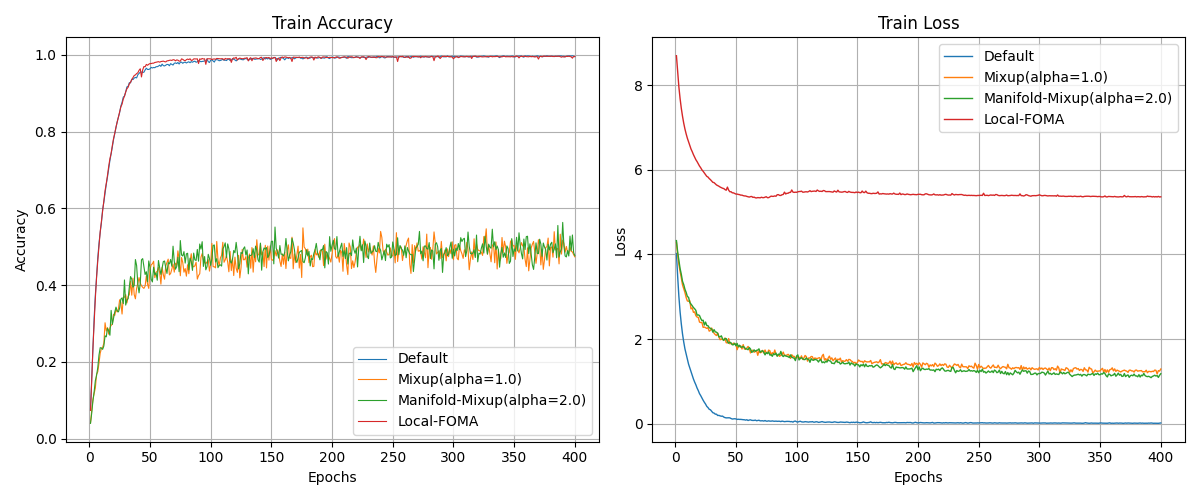 Train Accuracy
Accuracy
1.0
0.8
0.6
0.4
0.2
0.0
Default
Mixup(alpha=1.0)
Manifold-Mixup(alpha=2.0)
Local-FOMA
0 50 100 150 200 250 300 350 400
Epochs
Train Loss
Loss
8
6
4
2
0
Default
Mixup(alpha=1.0)
Manifold-Mixup(alpha=2.0)
Local-FOMA
0 50 100 150 200 250 300 350 400
Epochs